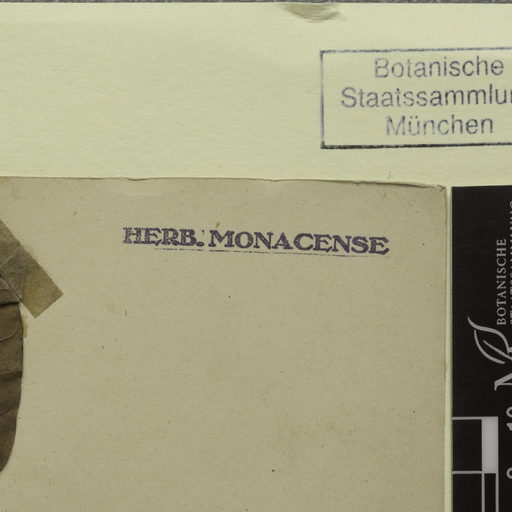 Botanische
Staatssammlun
München
HERB. MONACENSE
BOTANISCHE